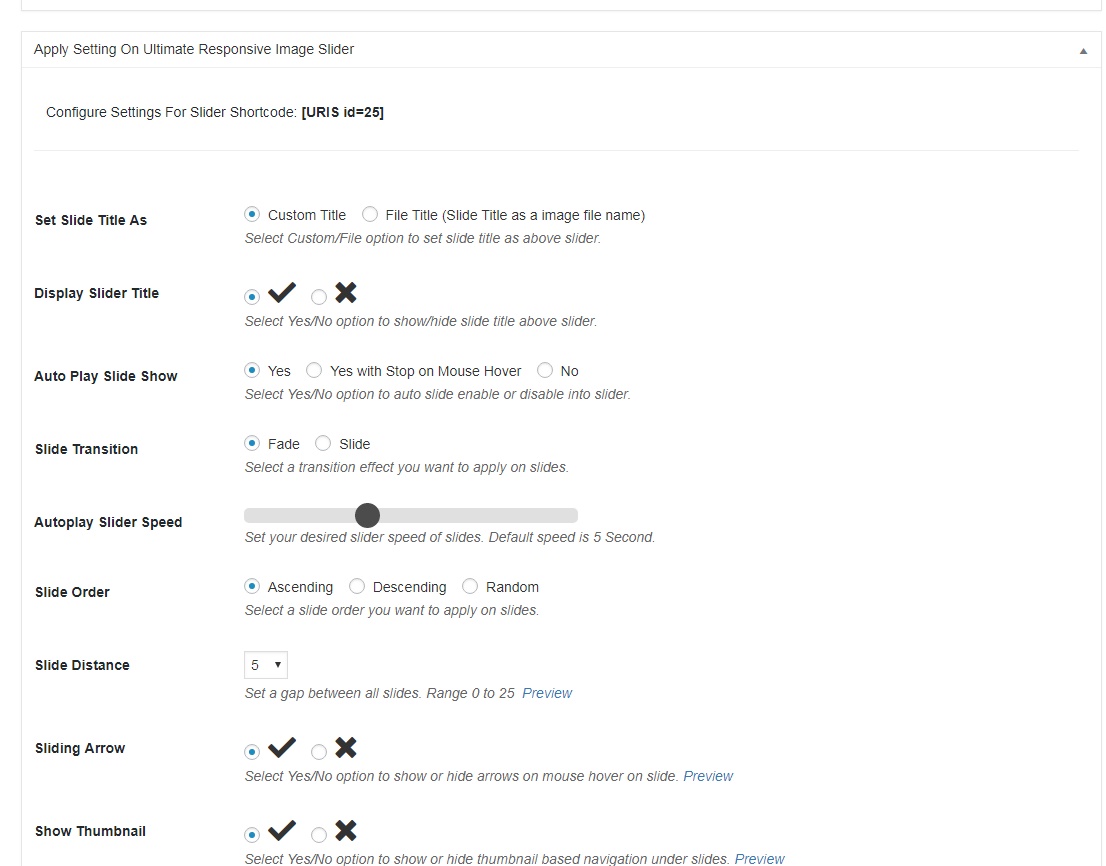 Apply Setting On Ultimate Responsive Image Slider
Configure Settings For Slider Shortcode: [URIS id=25]
Set Slide Title As
Custom Title File Title (Slide Title as a image file name)
Select Custom/File option to set slide title as above slider.
Display Slider Title
Select Yes/No option to show/hide slide title above slider.
Auto Play Slide Show
Yes Yes with Stop on Mouse Hover No
Select Yes/No option to auto slide enable or disable into slider.
Slide Transition
Fade Slide
Select a transition effect you want to apply on slides.
Autoplay Slider Speed
Set your desired slider speed of slides. Default speed is 5 Second.
Slide Order
Ascending Descending Random
Select a slide order you want to apply on slides.
Slide Distance
5
Set a gap between all slides. Range 0 to 25 Preview
Sliding Arrow
Select Yes/No option to show or hide arrows on mouse hover on slide. Preview
Show Thumbnail
Select Yes/No option to show or hide thumbnail based navigation under slides. Preview